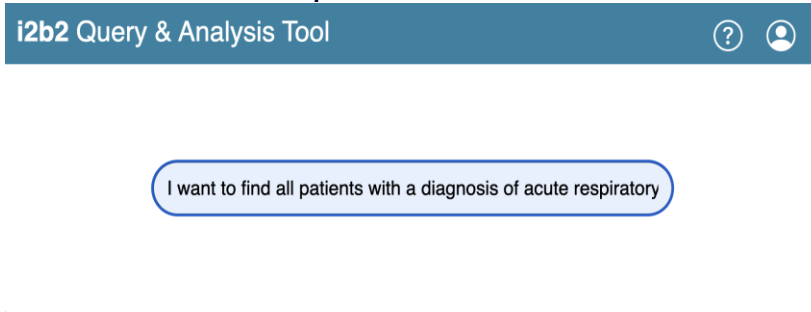 i2b2 Query & Analysis Tool
?
I want to find all patients with a diagnosis of acute respiratory